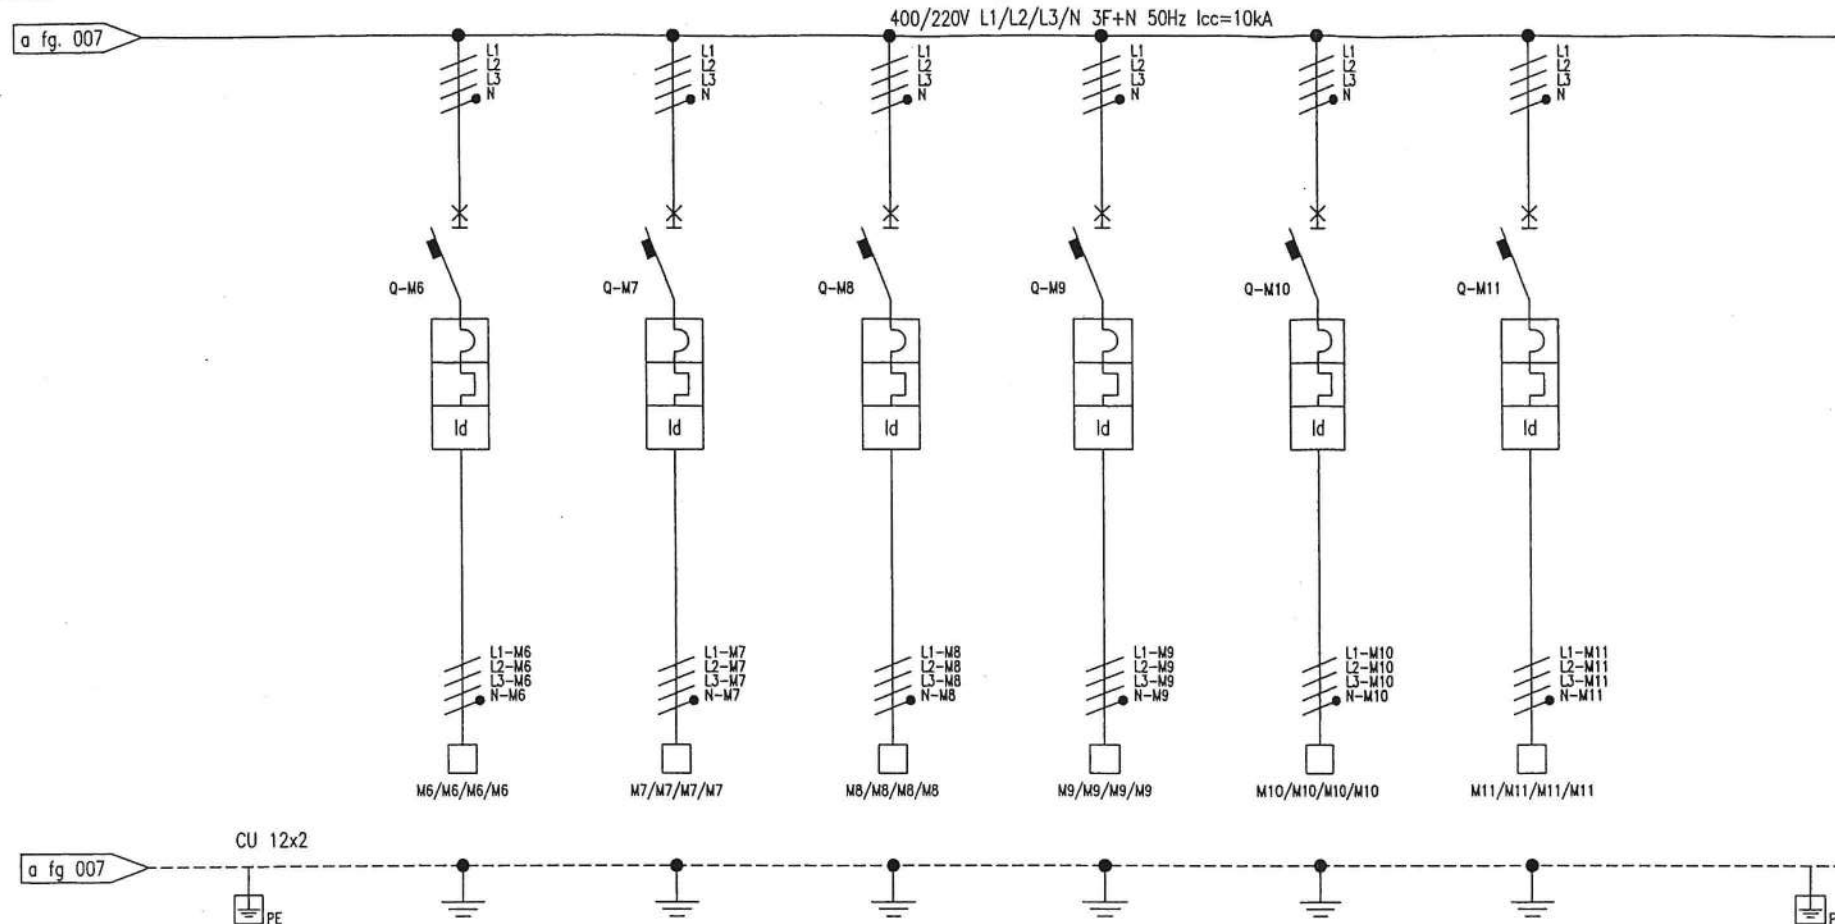 400/220V L1/L2/L3/N 3F+N 50Hz Icc=10kA
a fg. 007
L1
L2
L3
N
L1
L2
L3
N
L1
L2
L3
N
L1
L2
L3
N
L1
L2
L3
N
L1
L2
L3
N
Q-M6
Q-M7
Q-M8
Q-M9
Q-M10
Q-M11
Id
Id
Id
Id
Id
Id
L1-M6
L2-M6
L3-M6
N-M6
L1-M7
L2-M7
L3-M7
N-M7
L1-M8
L2-M8
L3-M8
N-M8
L1-M9
L2-M9
L3-M9
N-M9
L1-M10
L2-M10
L3-M10
N-M10
L1-M11
L2-M11
L3-M11
N-M11
M6/M6/M6/M6
M7/M7/M7/M7
M8/M8/M8/M8
M9/M9/M9/M9
M10/M10/M10/M10
M11/M11/M11/M11
CU 12x2
a fg 007
PE